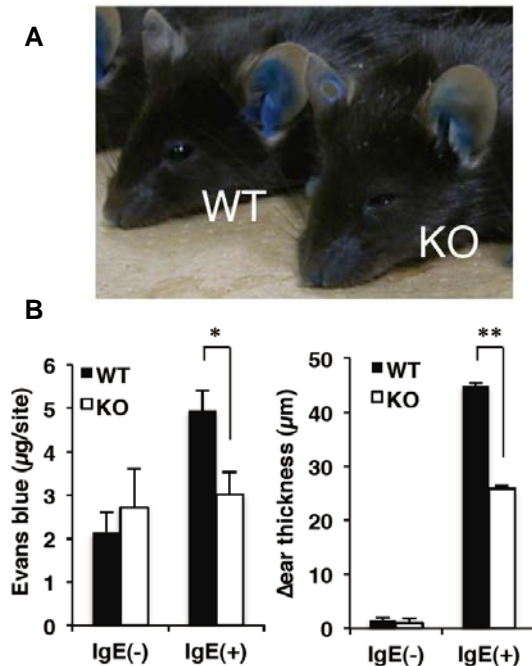 A
WT
KO
B
*
WT
KO
Evans blue (µg/site)
6
5
4
3
2
1
0
IgE(-)
IgE(+)
**
WT
KO
Δear thickness (µm)
50
40
30
20
10
0
IgE(-)
IgE(+)